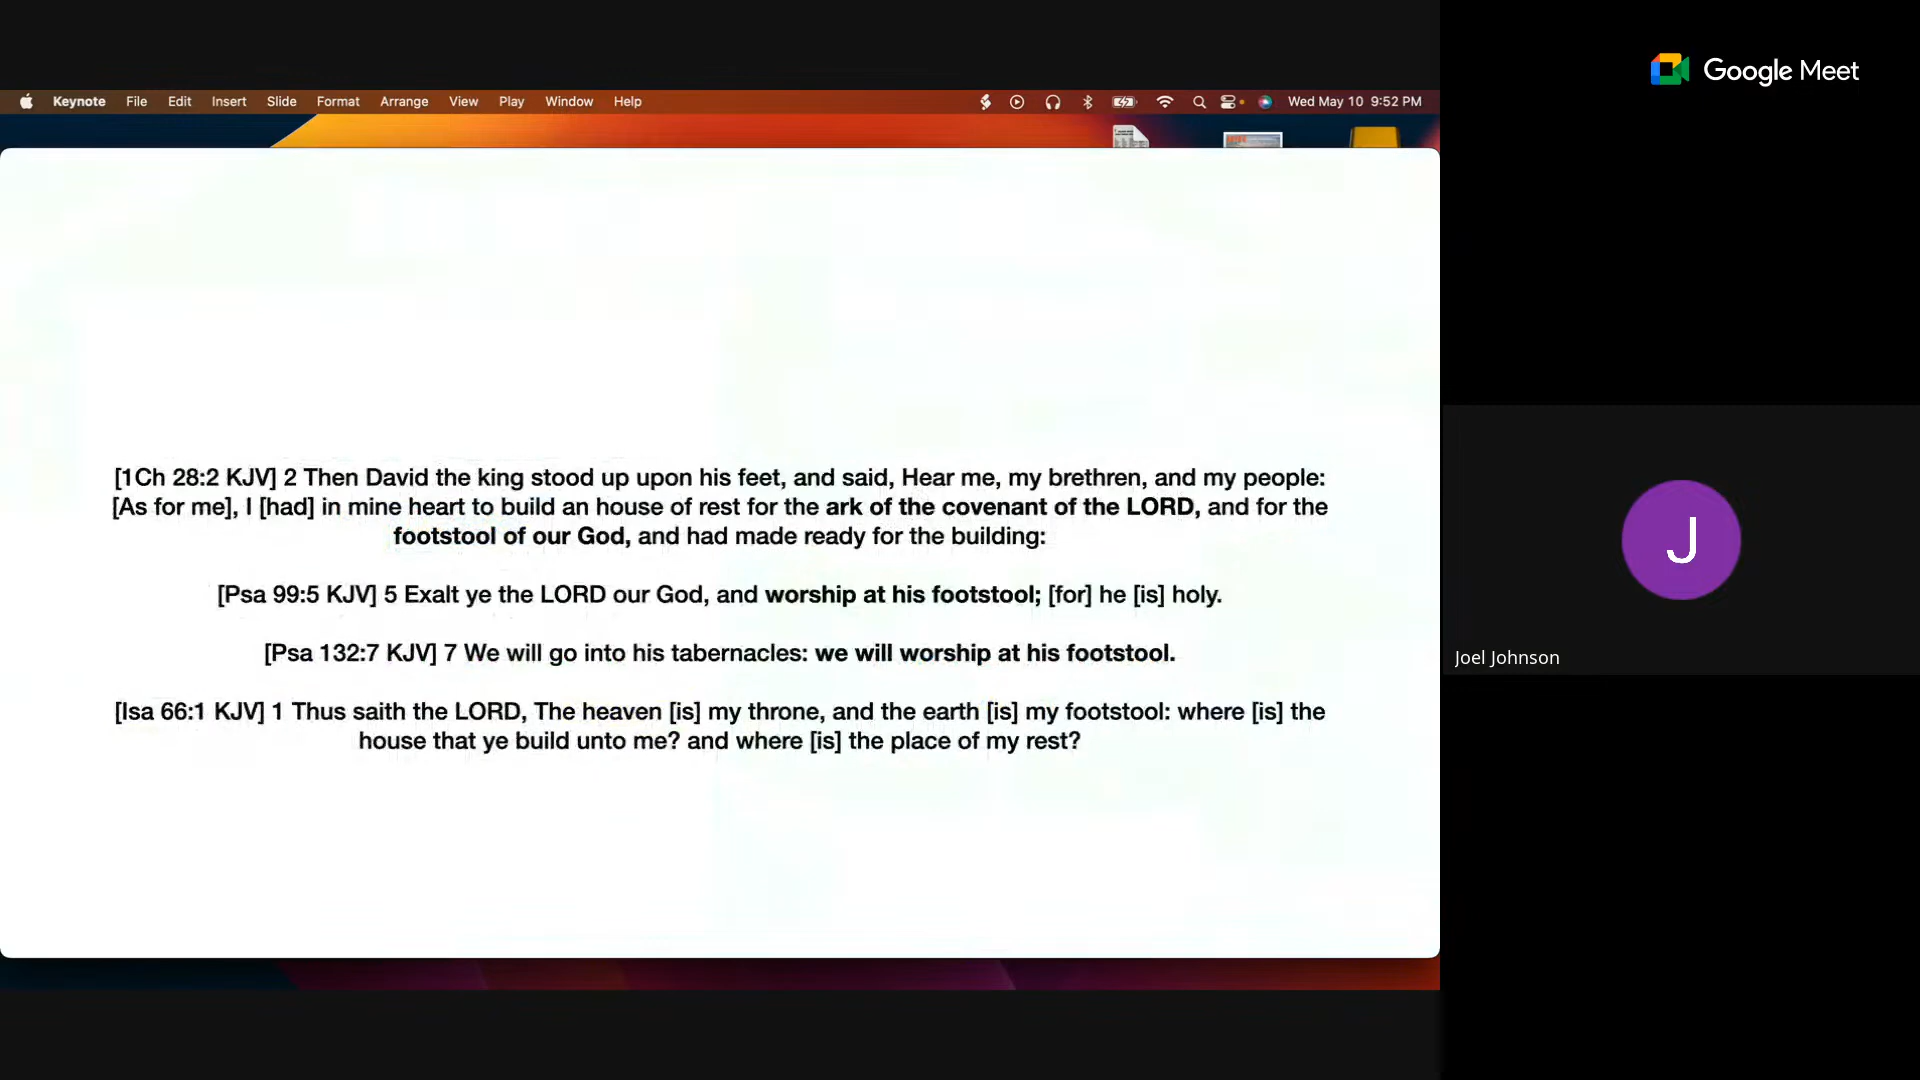 Google Meet
Keynote File Edit Insert Slide Format Arrange View Play Window Help Wed May 10 9:52 PM
[1Ch 28:2 KJV] 2 Then David the king stood up upon his feet, and said, Hear me, my brethren, and my people:
[As for me], I [had] in mine heart to build an house of rest for the ark of the covenant of the LORD, and for the
footstool of our God, and had made ready for the building:
[Psa 99:5 KJV] 5 Exalt ye the LORD our God, and worship at his footstool; [for] he [is] holy.
[Psa 132:7 KJV] 7 We will go into his tabernacles: we will worship at his footstool.
[Isa 66:1 KJV] 1 Thus saith the LORD, The heaven [is] my throne, and the earth [is] my footstool: where [is] the
house that ye build unto me? and where [is] the place of my rest?
J
Joel Johnson